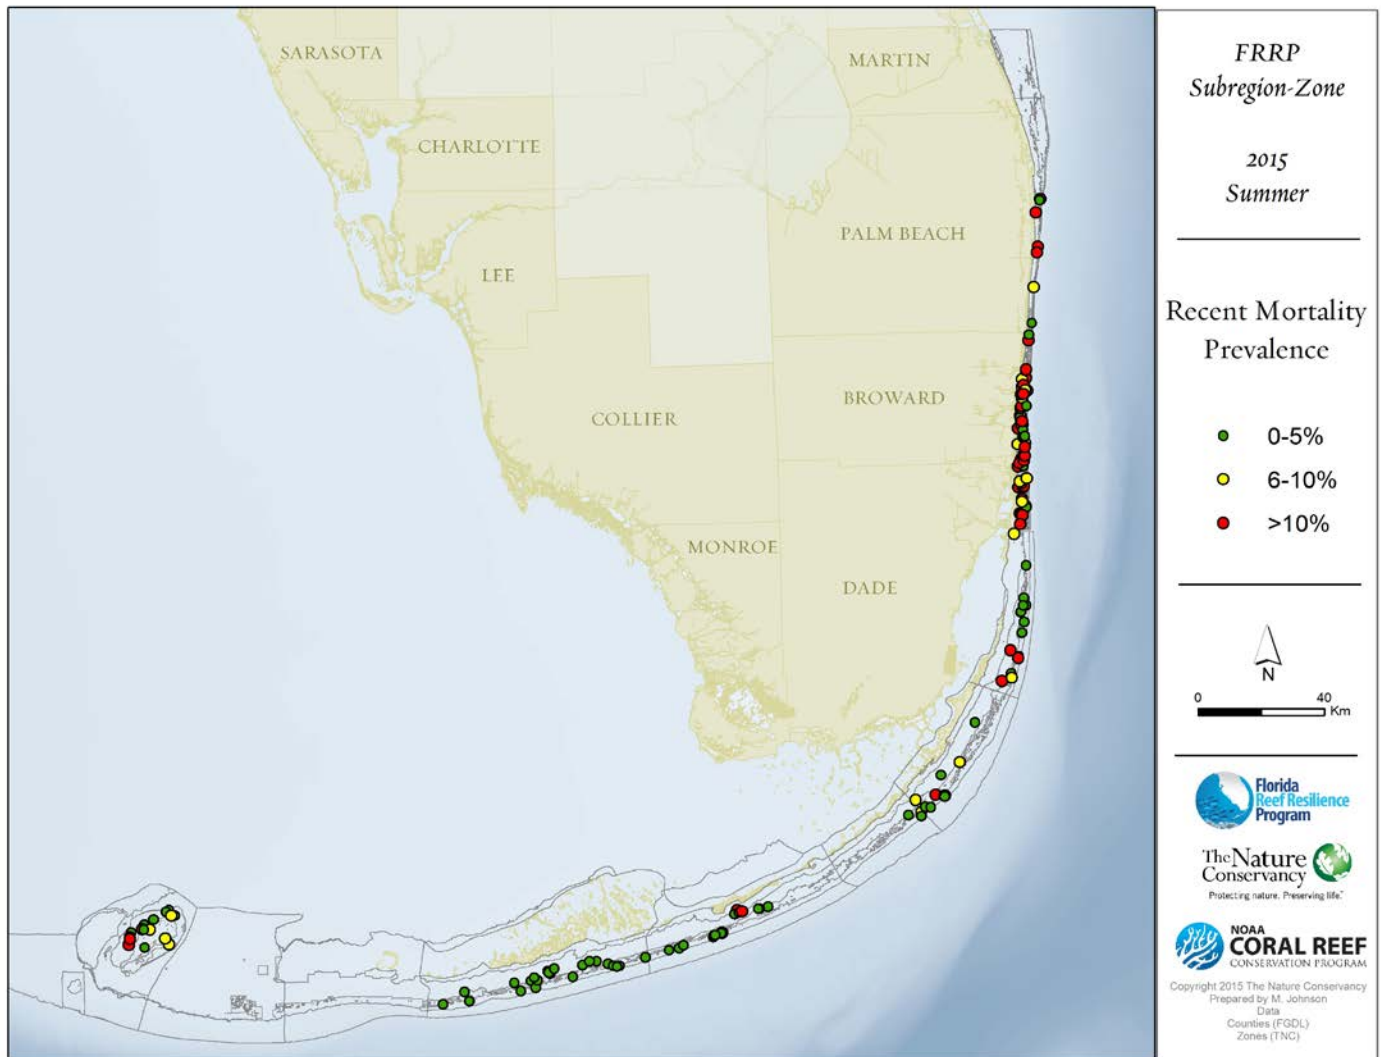 SARASOTA
MARTIN
CHARLOTTE
PALM BEACH
LEE
BROWARD
COLLIER
MONROE
DADE
FRRP
Subregion-Zone
2015
Summer
Recent Mortality
Prevalence
0-5%
6-10%
>10%
N
0 40
Km
Florida
Reef Resilience
Program
The Nature
Conservancy
Protecting nature. Preserving life.™
NOAA
CORAL REEF
CONSERVATION PROGRAM
Copyright 2015 The Nature Conservancy
Prepared by M. Johnson
Data
Counties (FGDL)
Zones (TNC)